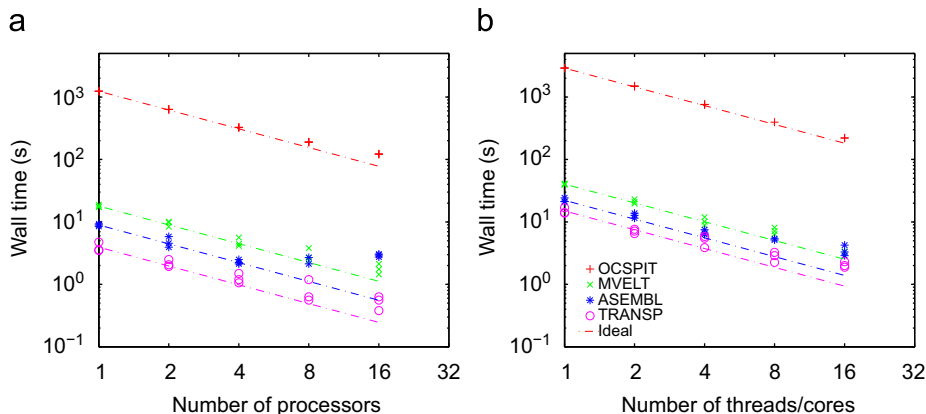 a
Wall time (s)
10^3
10^2
10^1
10^0
10^−1
1 2 4 8 16 32
Number of processors
b
Wall time (s)
10^3
10^2
10^1
10^0
10^−1
OCSPIT
MVELT
ASEMBL
TRANSP
Ideal
1 2 4 8 16 32
Number of threads/cores